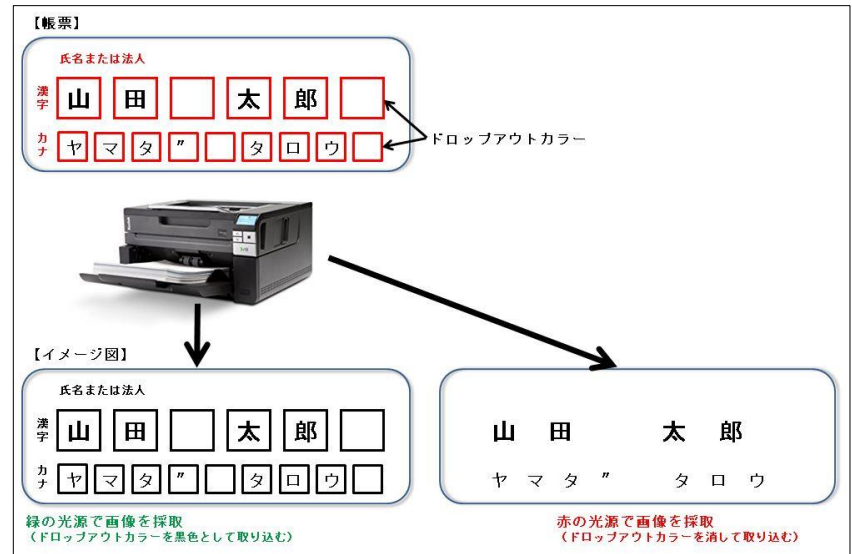 【帳票】
氏名または法人
漢字 山 田 太 郎
カナ ヤ マ タ ″ タ ロ ウ
ドロップアウトカラー
【イメージ図】
氏名または法人
漢字 山 田 太 郎
カナ ヤ マ タ ″ タ ロ ウ
山 田 太 郎
ヤ マ タ ″ タ ロ ウ
緑の光源で画像を採取
(ドロップアウトカラーを黒色として取り込む)
赤の光源で画像を採取
(ドロップアウトカラーを消して取り込む)